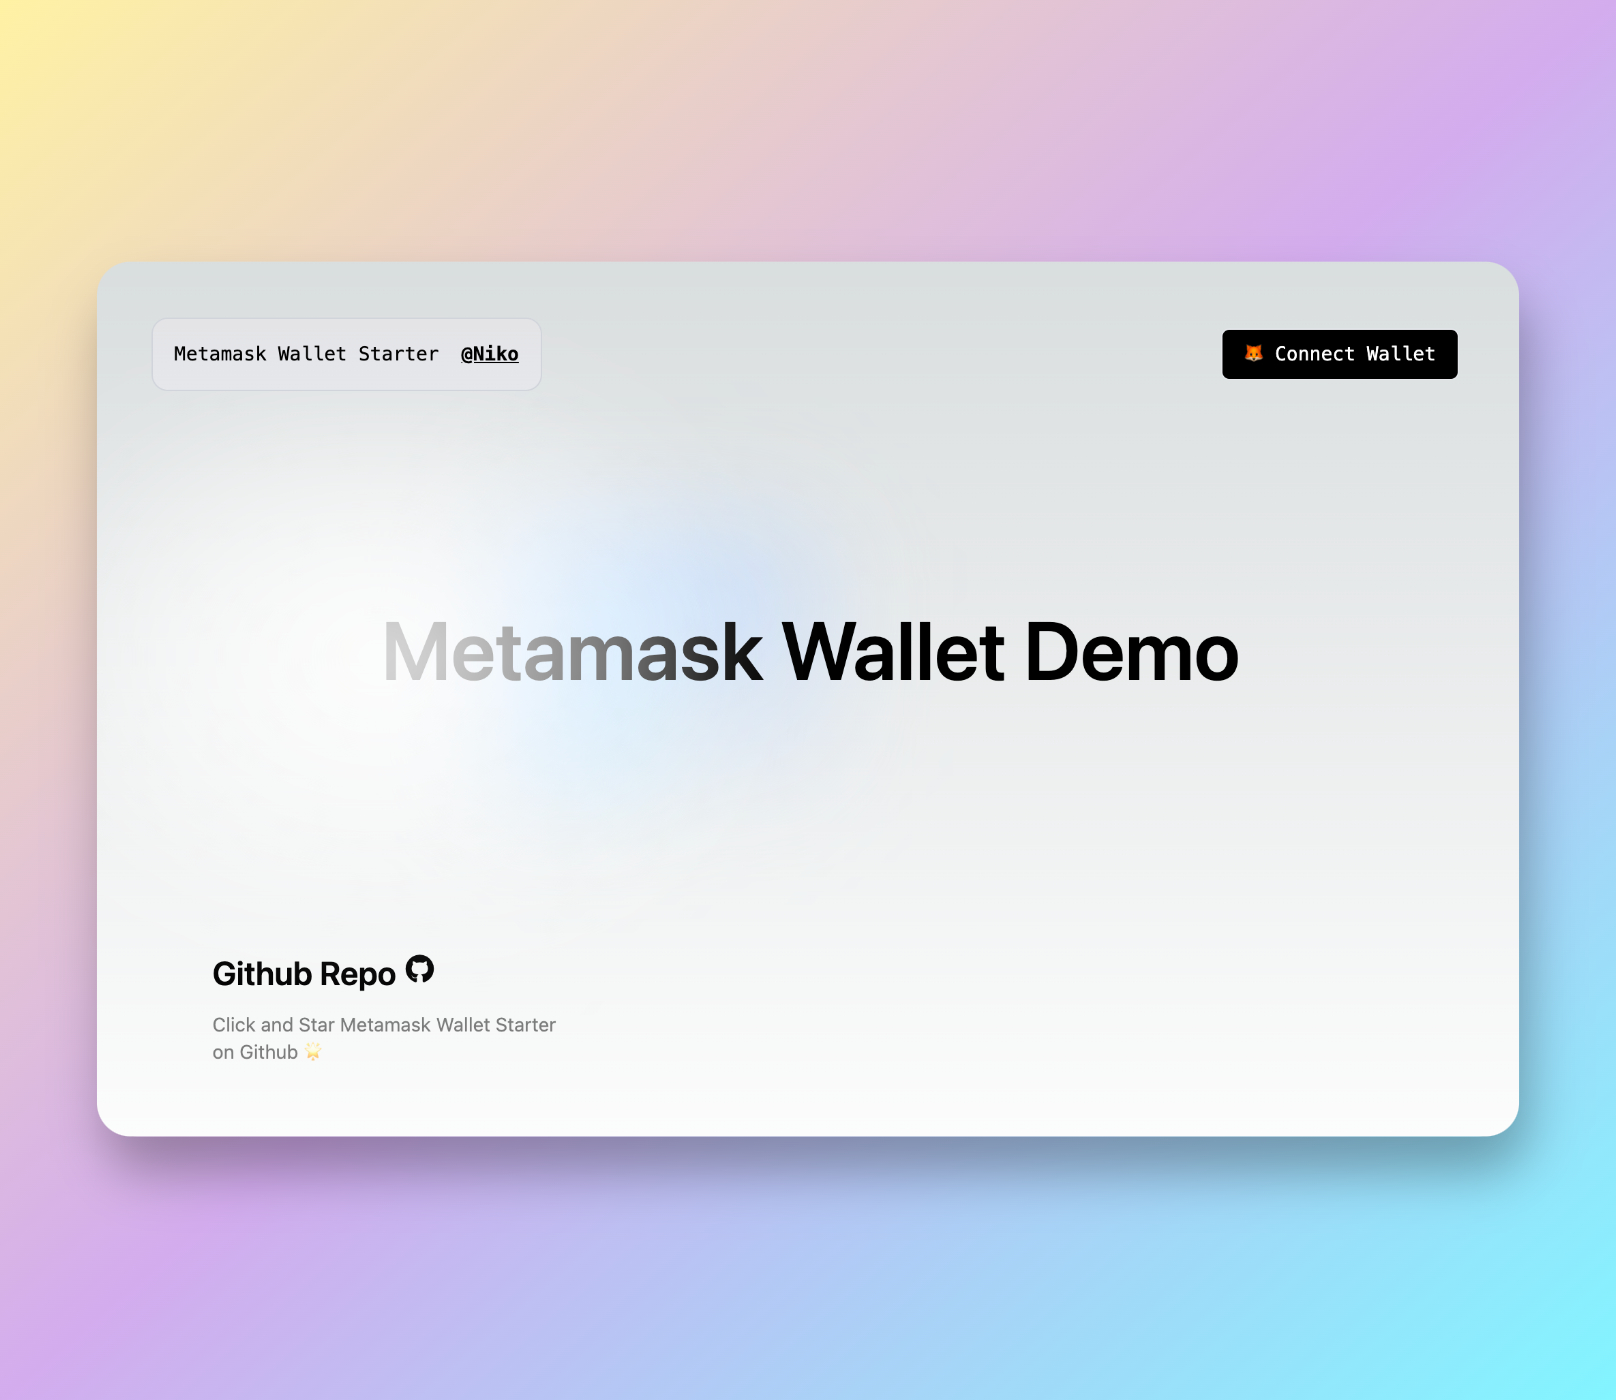 Metamask Wallet Starter @Niko
🦊 Connect Wallet
Metamask Wallet Demo
Github Repo
Click and Star Metamask Wallet Starter
on Github 🌟